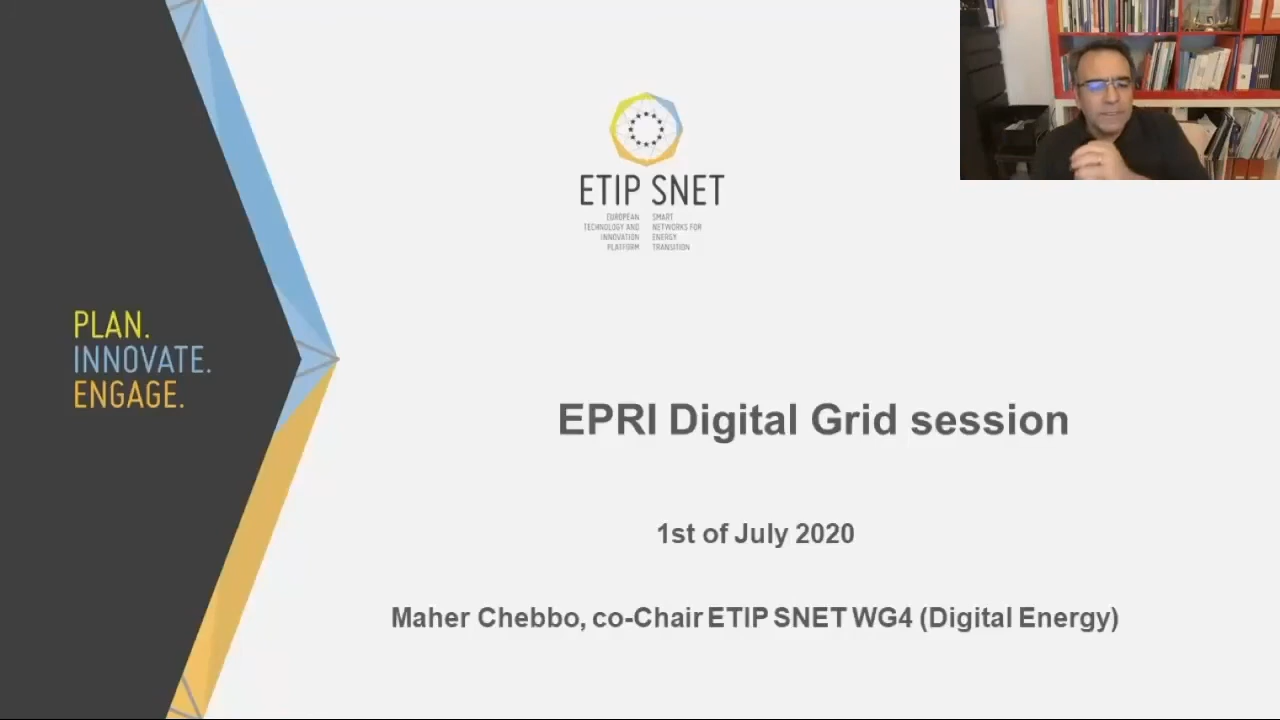 ETIP SNET
EUROPEAN
TECHNOLOGY AND
INNOVATION
PLATFORM
SMART
NETWORKS FOR
ENERGY
TRANSITION
PLAN.
INNOVATE.
ENGAGE.
EPRI Digital Grid session
1st of July 2020
Maher Chebbo, co-Chair ETIP SNET WG4 (Digital Energy)